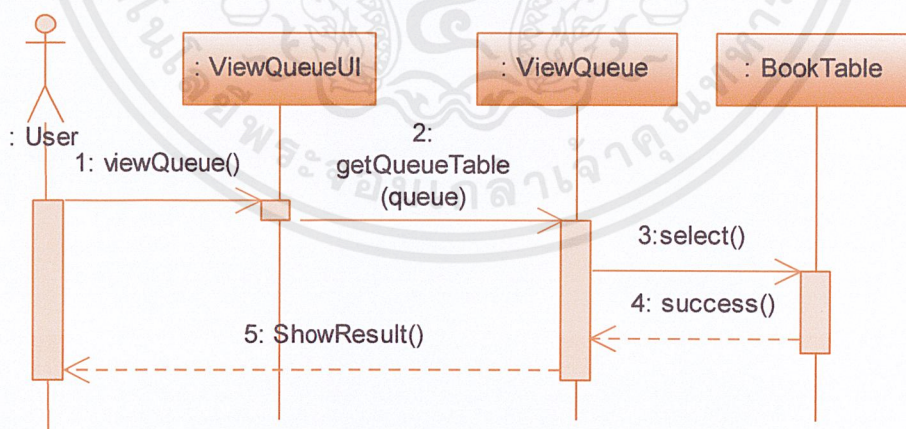 : ViewQueueUI
: ViewQueue
: BookTable
: User
1: viewQueue()
2:
getQueueTable
(queue)
3:select()
4: success()
5: ShowResult()